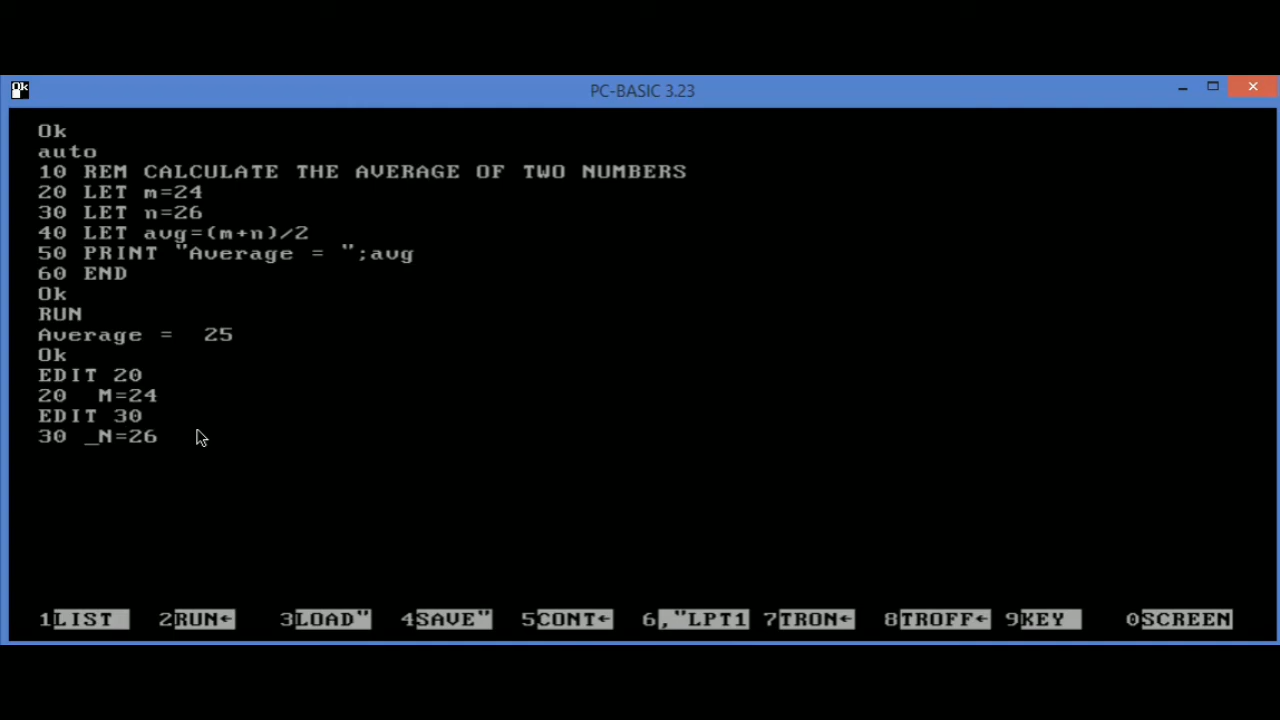 Ok
PC-BASIC 3.23
Ok
auto
10 REM CALCULATE THE AVERAGE OF TWO NUMBERS
20 LET m=24
30 LET n=26
40 LET avg=(m+n)/2
50 PRINT "Average = ";avg
60 END
Ok
RUN
Average =  25
Ok
EDIT 20
20  M=24
EDIT 30
30 _N=26
1LIST 2RUN← 3LOAD" 4SAVE" 5CONT← 6,"LPT1 7TRON← 8TROFF← 9KEY 0SCREEN